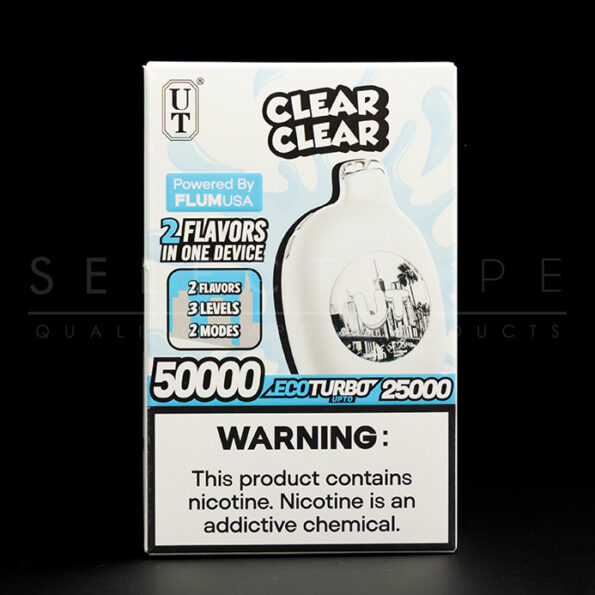 UT®
CLEAR
CLEAR
Powered By
FLUMUSA
2 FLAVORS
IN ONE DEVICE
2 FLAVORS
3 LEVELS
2 MODES
UT
50000 ECOTURBO UPTO 25000
WARNING:
This product contains
nicotine. Nicotine is an
addictive chemical.